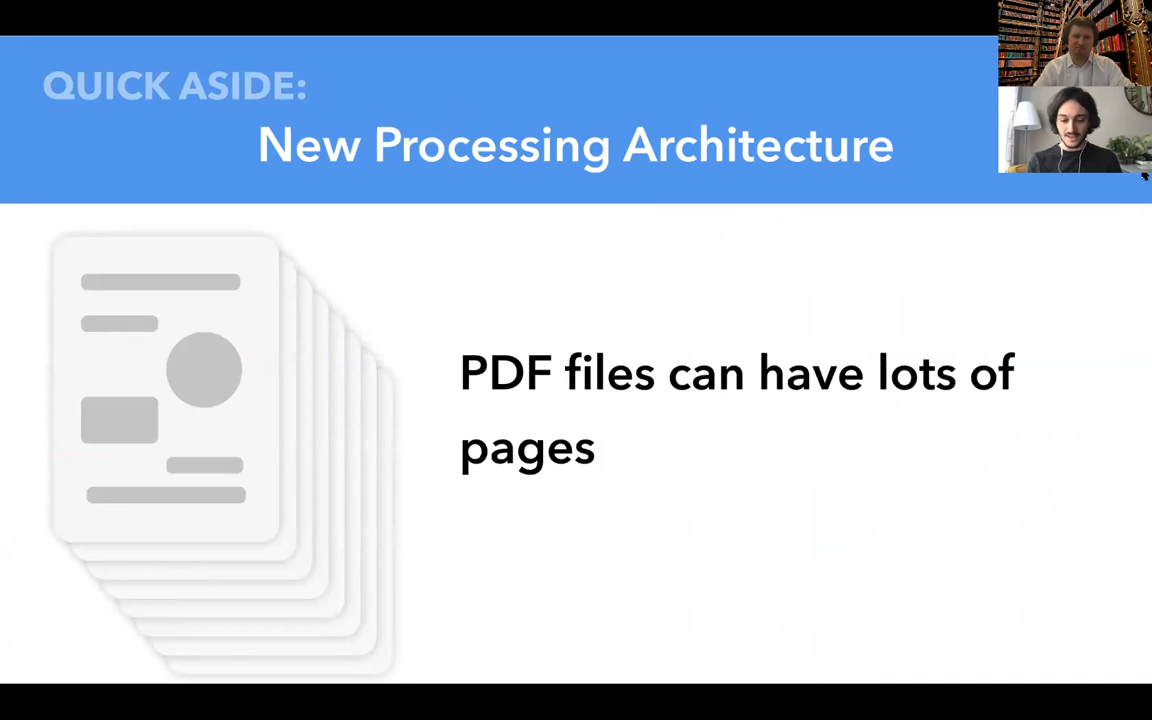 QUICK ASIDE:
New Processing Architecture
PDF files can have lots of
pages